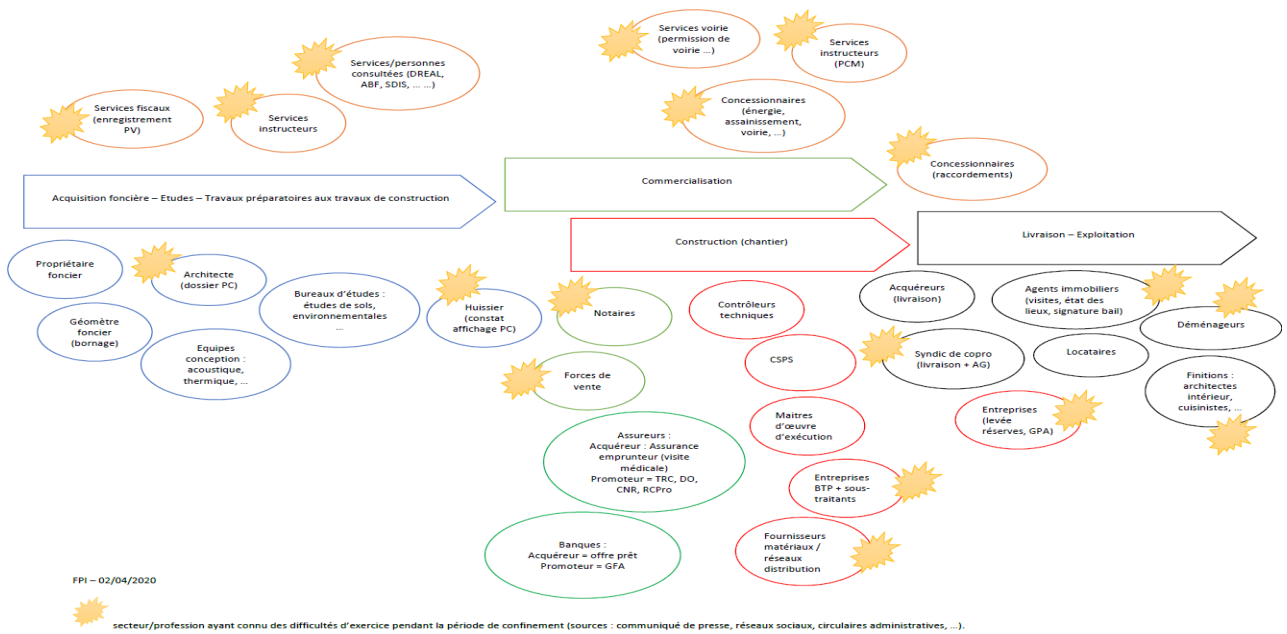 Services voirie
(permission de
voirie …)
Services
instructeurs
(PCM)
Services/personnes
consultées (DREAL,
ABF, SDIS, … …)
Services fiscaux
(enregistrement
PV)
Services
instructeurs
Concessionnaires
(énergie,
assainissement,
voirie, …)
Concessionnaires
(raccordements)
Acquisition foncière – Etudes – Travaux préparatoires aux travaux de construction
Commercialisation
Construction (chantier)
Livraison – Exploitation
Propriétaire
foncier
Architecte
(dossier PC)
Bureaux d’études :
études de sols,
environnementales
…
Huissier
(constat
affichage PC)
Géomètre
foncier
(bornage)
Equipes
conception :
acoustique,
thermique, …
Notaires
Forces de
vente
Assureurs :
Acquéreur : Assurance
emprunteur (visite
médicale)
Promoteur = TRC, DO,
CNR, RCPro
Banques :
Acquéreur = offre prêt
Promoteur = GFA
Contrôleurs
techniques
CSPS
Maitres
d’œuvre
d’exécution
Entreprises
BTP + sous-
traitants
Fournisseurs
matériaux /
réseaux
distribution
Acquéreurs
(livraison)
Agents immobiliers
(visites, état des
lieux, signature bail)
Déménageurs
Syndic de copro
(livraison + AG)
Locataires
Finitions :
architectes
intérieur,
cuisinistes, …
Entreprises
(levée
réserves, GPA)
FPI – 02/04/2020
secteur/profession ayant connu des difficultés d’exercice pendant la période de confinement (sources : communiqué de presse, réseaux sociaux, circulaires administratives, …).